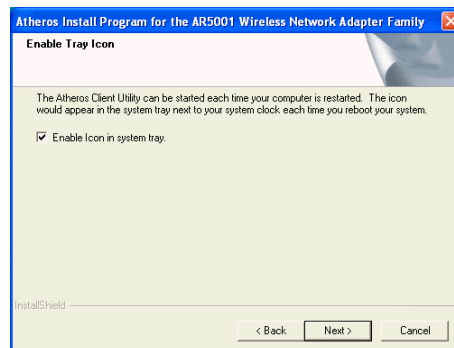 Atheros Install Program for the AR5001 Wireless Network Adapter Family
Enable Tray Icon
The Atheros Client Utility can be started each time your computer is restarted. The icon
would appear in the system tray next to your system clock each time you reboot your system.
Enable Icon in system tray.
InstallShield
< Back
Next >
Cancel